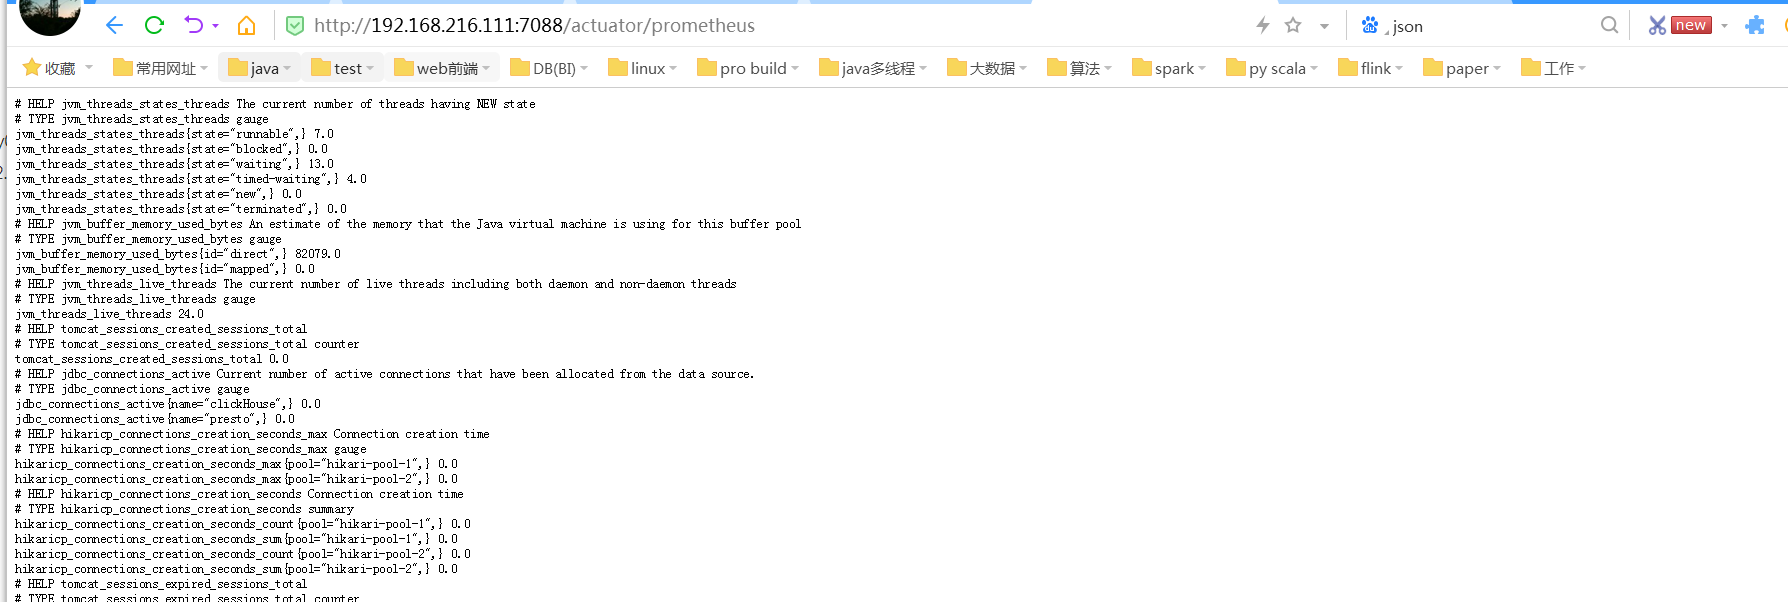 http://192.168.216.111:7088/actuator/prometheus
json
new
收藏 常用网址 java test web前端 DB(BI) linux pro build java多线程 大数据 算法 spark py scala flink paper 工作
# HELP jvm_threads_states_threads The current number of threads having NEW state
# TYPE jvm_threads_states_threads gauge
jvm_threads_states_threads{state="runnable",} 7.0
jvm_threads_states_threads{state="blocked",} 0.0
jvm_threads_states_threads{state="waiting",} 13.0
jvm_threads_states_threads{state="timed-waiting",} 4.0
jvm_threads_states_threads{state="new",} 0.0
jvm_threads_states_threads{state="terminated",} 0.0
# HELP jvm_buffer_memory_used_bytes An estimate of the memory that the Java virtual machine is using for this buffer pool
# TYPE jvm_buffer_memory_used_bytes gauge
jvm_buffer_memory_used_bytes{id="direct",} 82079.0
jvm_buffer_memory_used_bytes{id="mapped",} 0.0
# HELP jvm_threads_live_threads The current number of live threads including both daemon and non-daemon threads
# TYPE jvm_threads_live_threads gauge
jvm_threads_live_threads 24.0
# HELP tomcat_sessions_created_sessions_total
# TYPE tomcat_sessions_created_sessions_total counter
tomcat_sessions_created_sessions_total 0.0
# HELP jdbc_connections_active Current number of active connections that have been allocated from the data source.
# TYPE jdbc_connections_active gauge
jdbc_connections_active{name="clickHouse",} 0.0
jdbc_connections_active{name="presto",} 0.0
# HELP hikaricp_connections_creation_seconds_max Connection creation time
# TYPE hikaricp_connections_creation_seconds_max gauge
hikaricp_connections_creation_seconds_max{pool="hikari-pool-1",} 0.0
hikaricp_connections_creation_seconds_max{pool="hikari-pool-2",} 0.0
# HELP hikaricp_connections_creation_seconds Connection creation time
# TYPE hikaricp_connections_creation_seconds summary
hikaricp_connections_creation_seconds_count{pool="hikari-pool-1",} 0.0
hikaricp_connections_creation_seconds_sum{pool="hikari-pool-1",} 0.0
hikaricp_connections_creation_seconds_count{pool="hikari-pool-2",} 0.0
hikaricp_connections_creation_seconds_sum{pool="hikari-pool-2",} 0.0
# HELP tomcat_sessions_expired_sessions_total
# TYPE tomcat_sessions_expired_sessions_total counter